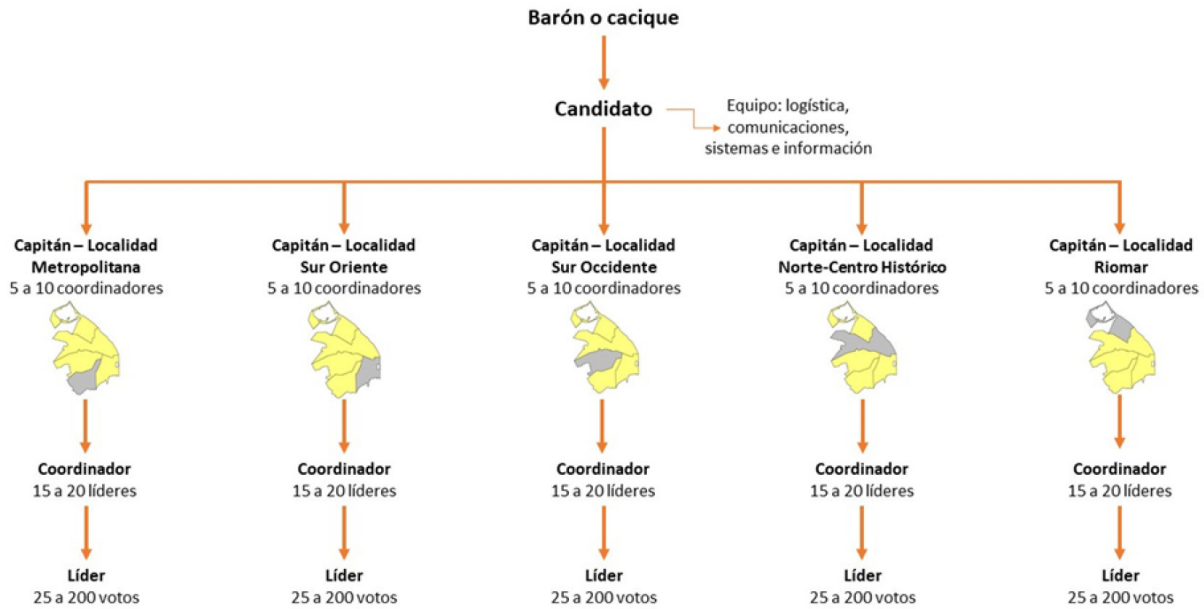 Barón o cacique
Candidato
Equipo: logística,
comunicaciones,
sistemas e información
Capitán – Localidad
Metropolitana
5 a 10 coordinadores
Capitán – Localidad
Sur Oriente
5 a 10 coordinadores
Capitán – Localidad
Sur Occidente
5 a 10 coordinadores
Capitán – Localidad
Norte-Centro Histórico
5 a 10 coordinadores
Capitán – Localidad
Riomar
5 a 10 coordinadores
Coordinador
15 a 20 líderes
Coordinador
15 a 20 líderes
Coordinador
15 a 20 líderes
Coordinador
15 a 20 líderes
Coordinador
15 a 20 líderes
Líder
25 a 200 votos
Líder
25 a 200 votos
Líder
25 a 200 votos
Líder
25 a 200 votos
Líder
25 a 200 votos